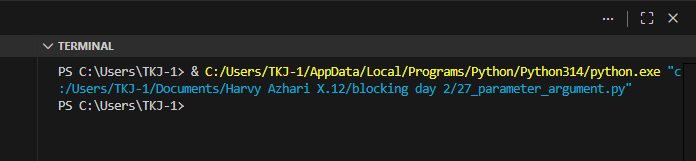 TERMINAL
PS C:\Users\TKJ-1> & C:/Users/TKJ-1/AppData/Local/Programs/Python/Python314/python.exe "c
:/Users/TKJ-1/Documents/Harvy Azhari X.12/blocking day 2/27_parameter_argument.py"
PS C:\Users\TKJ-1>